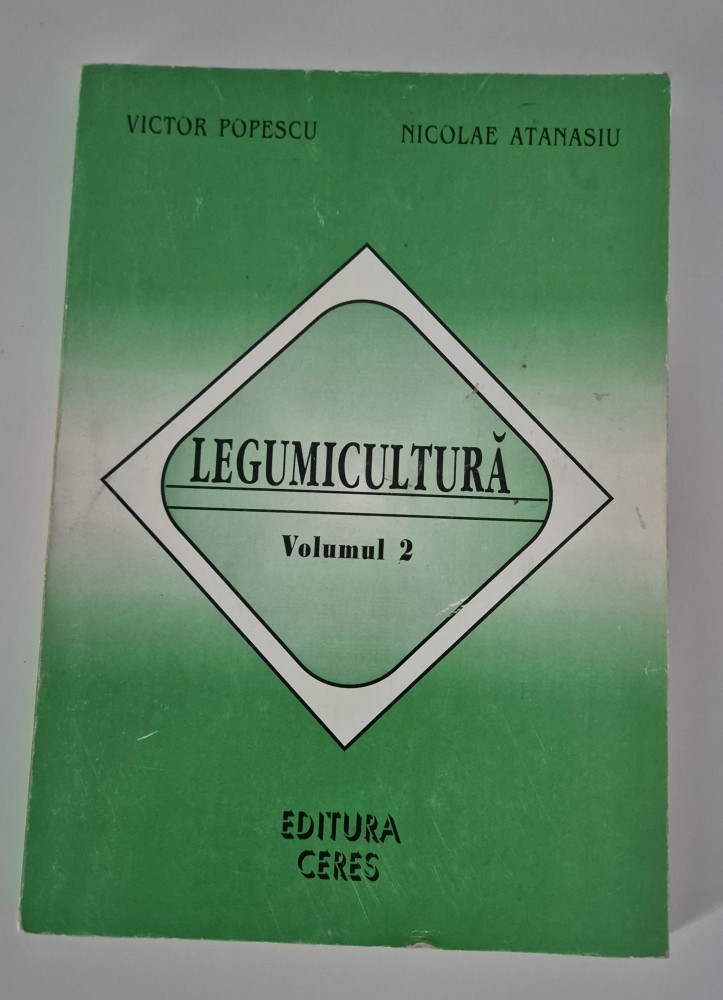 VICTOR POPESCU NICOLAE ATANASIU
LEGUMICULTURĂ
Volumul 2
EDITURA
CERES